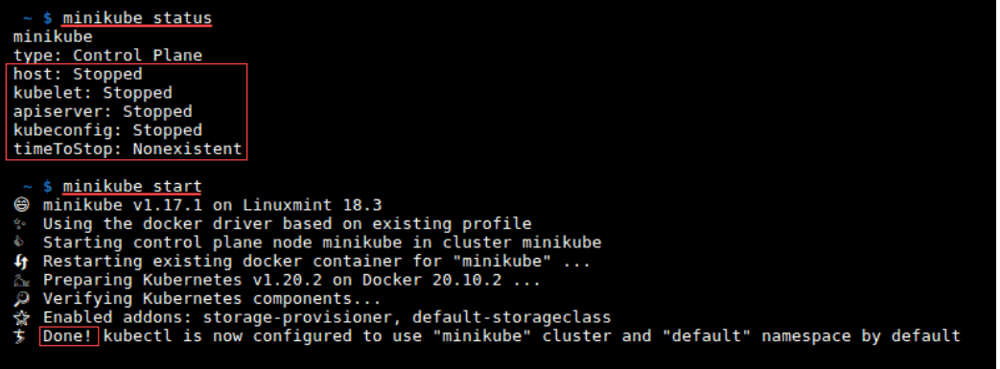 ~ $ minikube status
minikube
type: Control Plane
host: Stopped
kubelet: Stopped
apiserver: Stopped
kubeconfig: Stopped
timeToStop: Nonexistent
~ $ minikube start
😄 minikube v1.17.1 on Linuxmint 18.3
✨ Using the docker driver based on existing profile
👍 Starting control plane node minikube in cluster minikube
🔄 Restarting existing docker container for "minikube" ...
🐳 Preparing Kubernetes v1.20.2 on Docker 20.10.2 ...
🔎 Verifying Kubernetes components...
🌟 Enabled addons: storage-provisioner, default-storageclass
🏄 Done! kubectl is now configured to use "minikube" cluster and "default" namespace by default